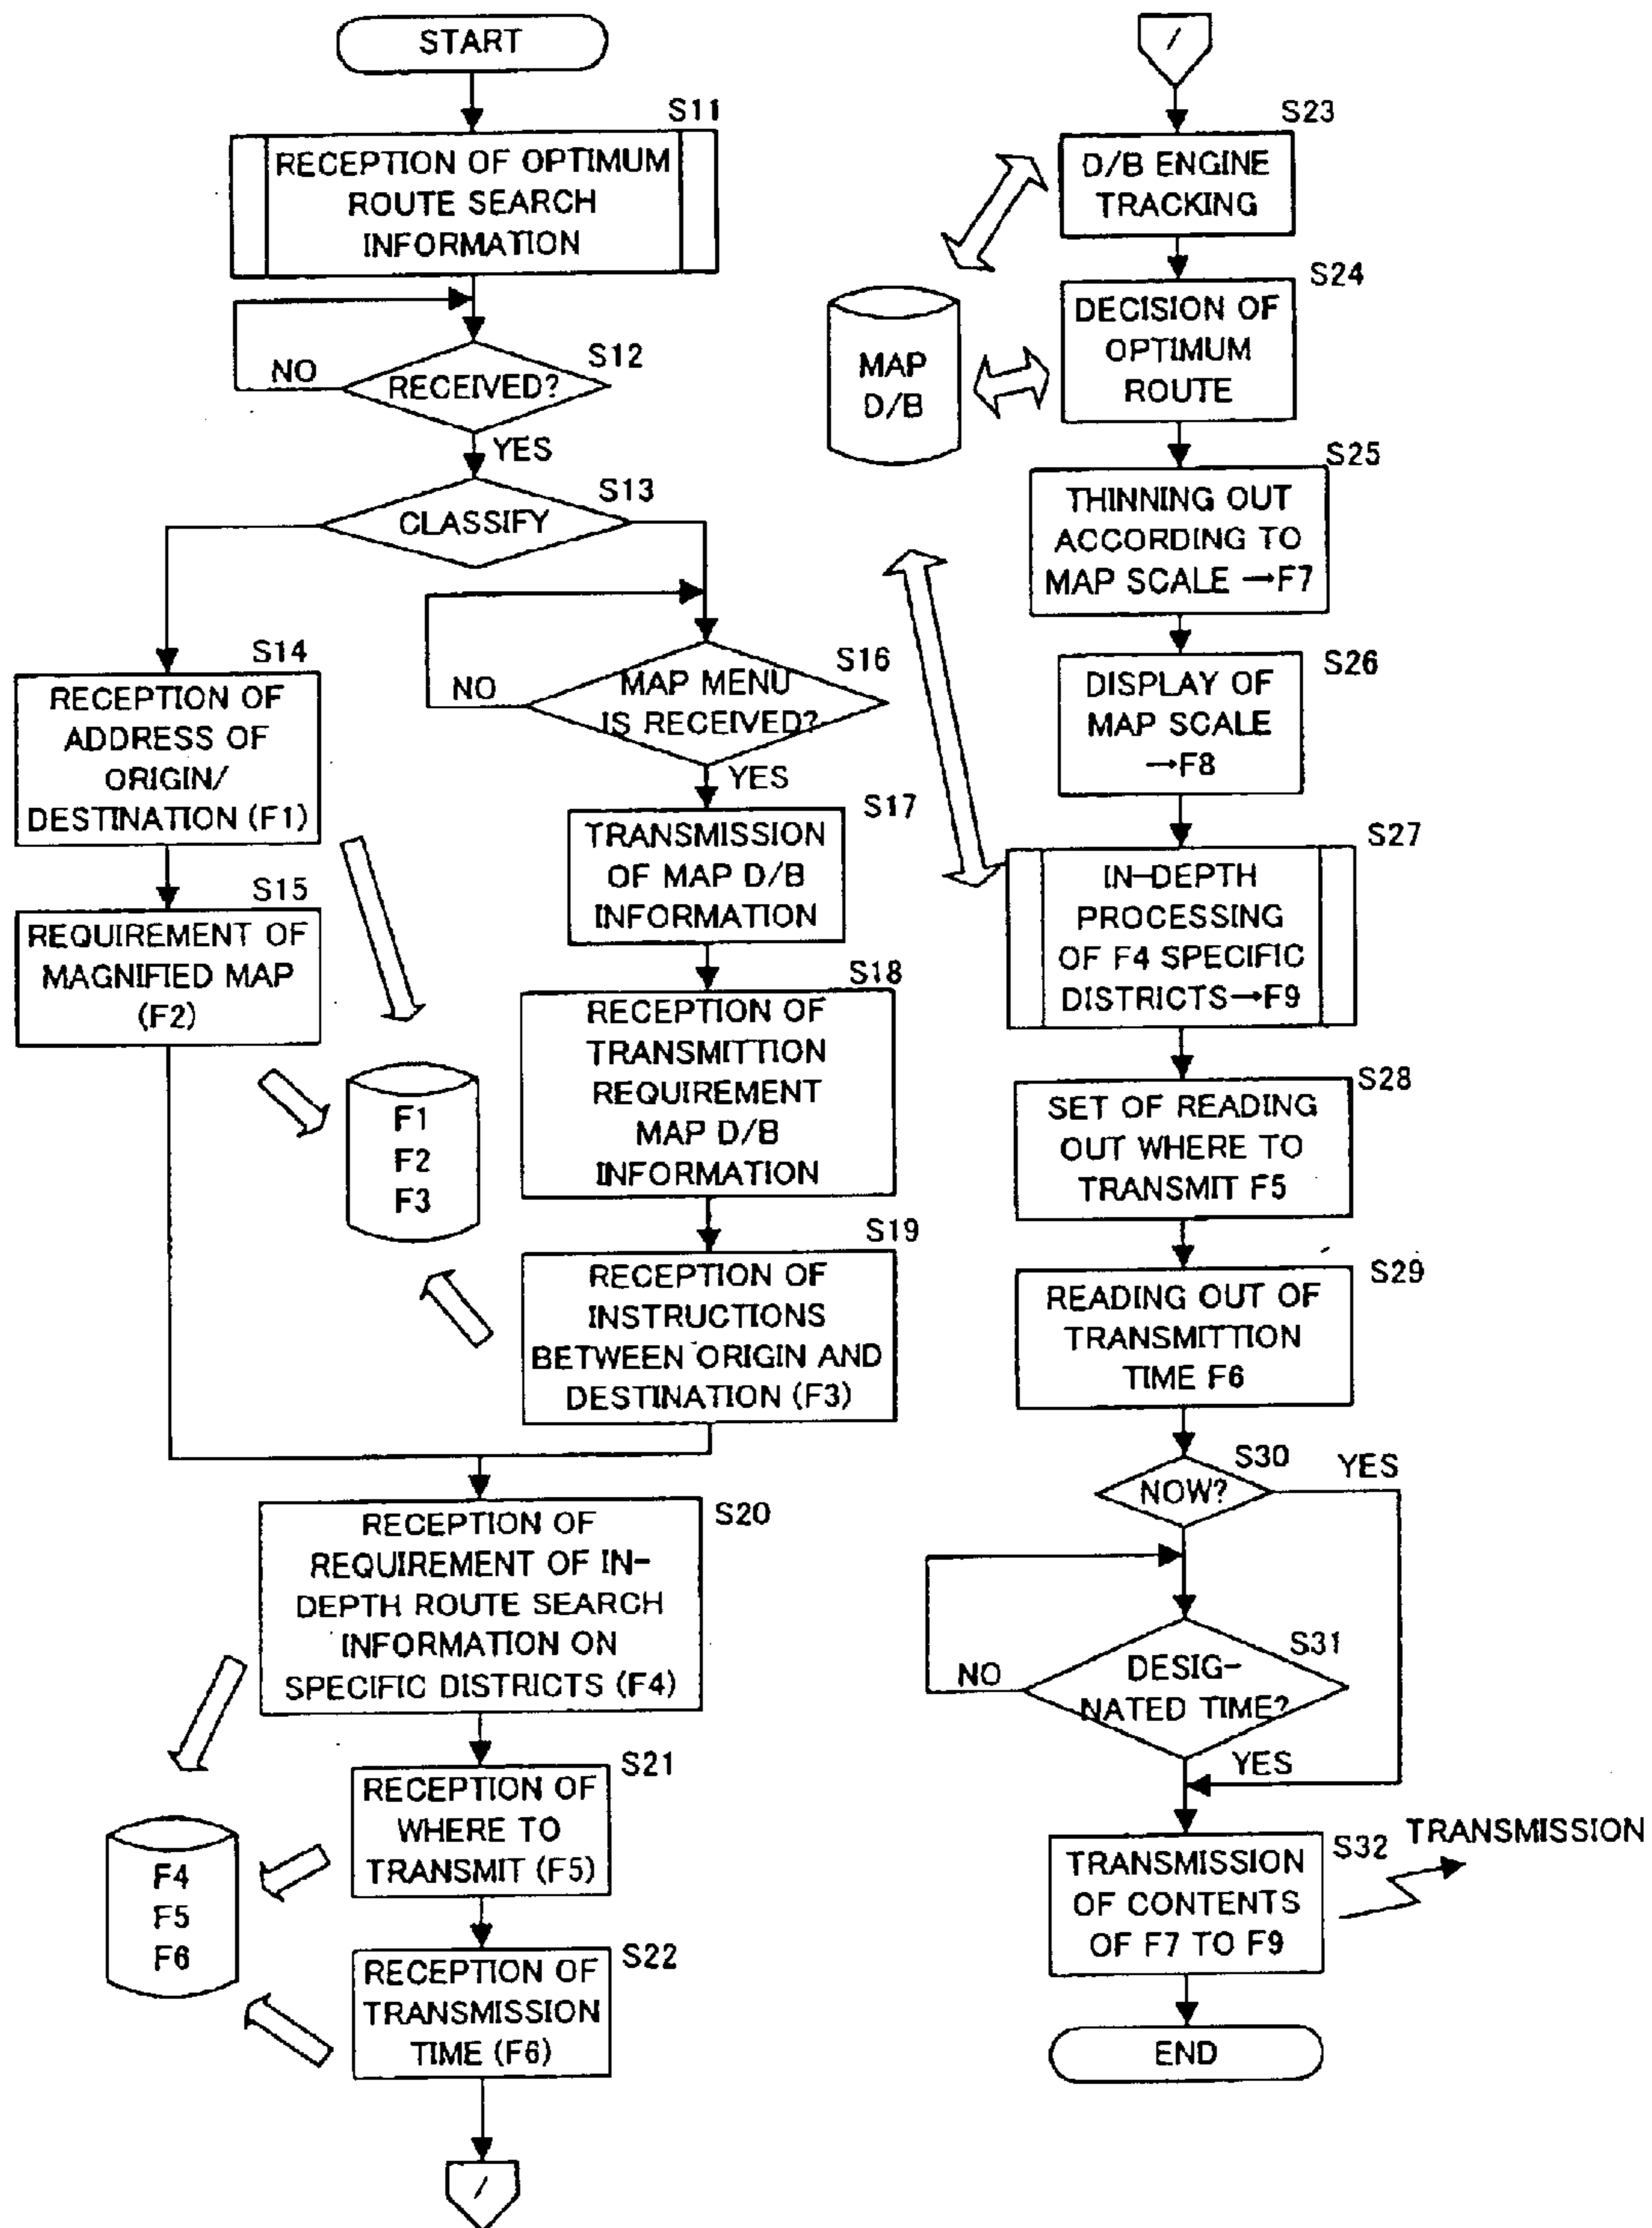 START
S11
RECEPTION OF OPTIMUM
ROUTE SEARCH
INFORMATION
S12
RECEIVED?
NO
YES
S13
CLASSIFY
S14
RECEPTION OF
ADDRESS OF
ORIGIN/
DESTINATION (F1)
S15
REQUIREMENT OF
MAGNIFIED MAP
(F2)
F1
F2
F3
S16
MAP MENU
IS RECEIVED?
NO
YES
S17
TRANSMISSION
OF MAP D/B
INFORMATION
S18
RECEPTION OF
TRANSMITTION
REQUIREMENT
MAP D/B
INFORMATION
S19
RECEPTION OF
INSTRUCTIONS
BETWEEN ORIGIN AND
DESTINATION (F3)
S20
RECEPTION OF
REQUIREMENT OF IN-
DEPTH ROUTE SEARCH
INFORMATION ON
SPECIFIC DISTRICTS (F4)
S21
RECEPTION OF
WHERE TO
TRANSMIT (F5)
F4
F5
F6
S22
RECEPTION OF
TRANSMISSION
TIME (F6)
/
/
S23
D/B ENGINE
TRACKING
MAP
D/B
S24
DECISION OF
OPTIMUM
ROUTE
S25
THINNING OUT
ACCORDING TO
MAP SCALE →F7
S26
DISPLAY OF
MAP SCALE
→F8
S27
IN-DEPTH
PROCESSING
OF F4 SPECIFIC
DISTRICTS→F9
S28
SET OF READING
OUT WHERE TO
TRANSMIT F5
S29
READING OUT OF
TRANSMITTION
TIME F6
S30
NOW?
YES
S31
DESIG-
NATED TIME?
NO
YES
S32
TRANSMISSION
OF CONTENTS
OF F7 TO F9
TRANSMISSION
END